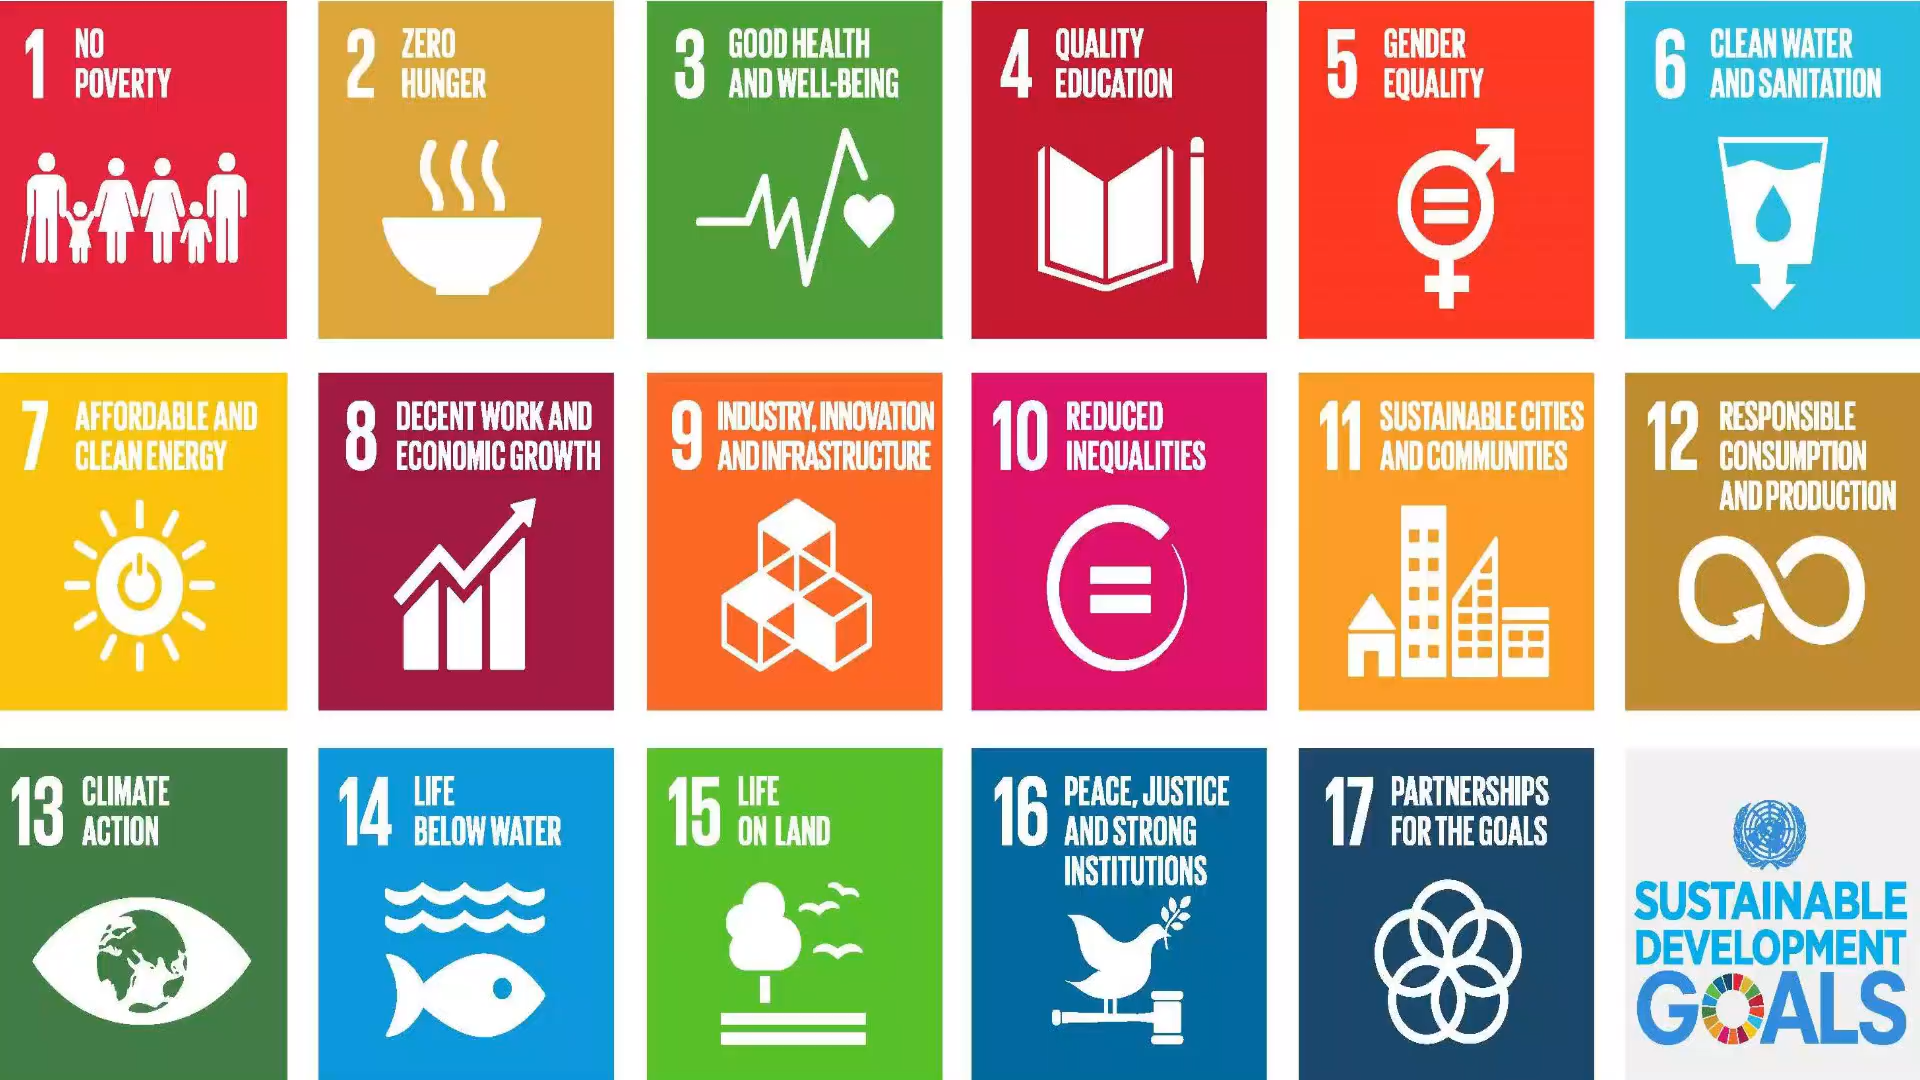 1 NO
POVERTY
2 ZERO
HUNGER
3 GOOD HEALTH
AND WELL-BEING
4 QUALITY
EDUCATION
5 GENDER
EQUALITY
6 CLEAN WATER
AND SANITATION
7 AFFORDABLE AND
CLEAN ENERGY
8 DECENT WORK AND
ECONOMIC GROWTH
9 INDUSTRY, INNOVATION
AND INFRASTRUCTURE
10 REDUCED
INEQUALITIES
11 SUSTAINABLE CITIES
AND COMMUNITIES
12 RESPONSIBLE
CONSUMPTION
AND PRODUCTION
13 CLIMATE
ACTION
14 LIFE
BELOW WATER
15 LIFE
ON LAND
16 PEACE, JUSTICE
AND STRONG
INSTITUTIONS
17 PARTNERSHIPS
FOR THE GOALS
SUSTAINABLE
DEVELOPMENT
GOALS